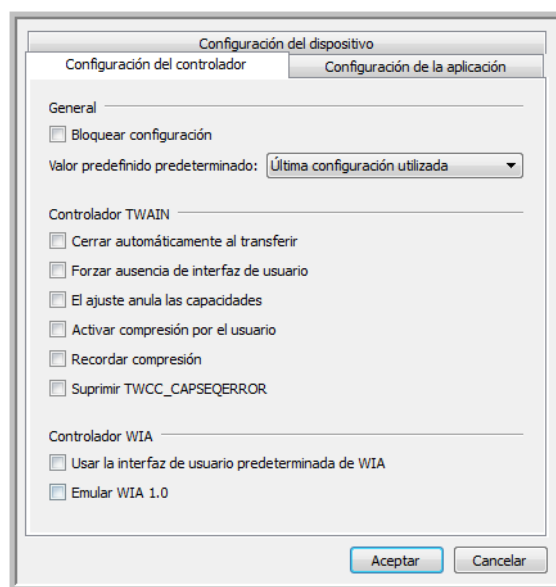 Configuración del dispositivo
Configuración del controlador
Configuración de la aplicación
General
Bloquear configuración
Valor predefinido predeterminado: Última configuración utilizada
Controlador TWAIN
Cerrar automáticamente al transferir
Forzar ausencia de interfaz de usuario
El ajuste anula las capacidades
Activar compresión por el usuario
Recordar compresión
Suprimir TWCC_CAPSEQERROR
Controlador WIA
Usar la interfaz de usuario predeterminada de WIA
Emular WIA 1.0
Aceptar
Cancelar